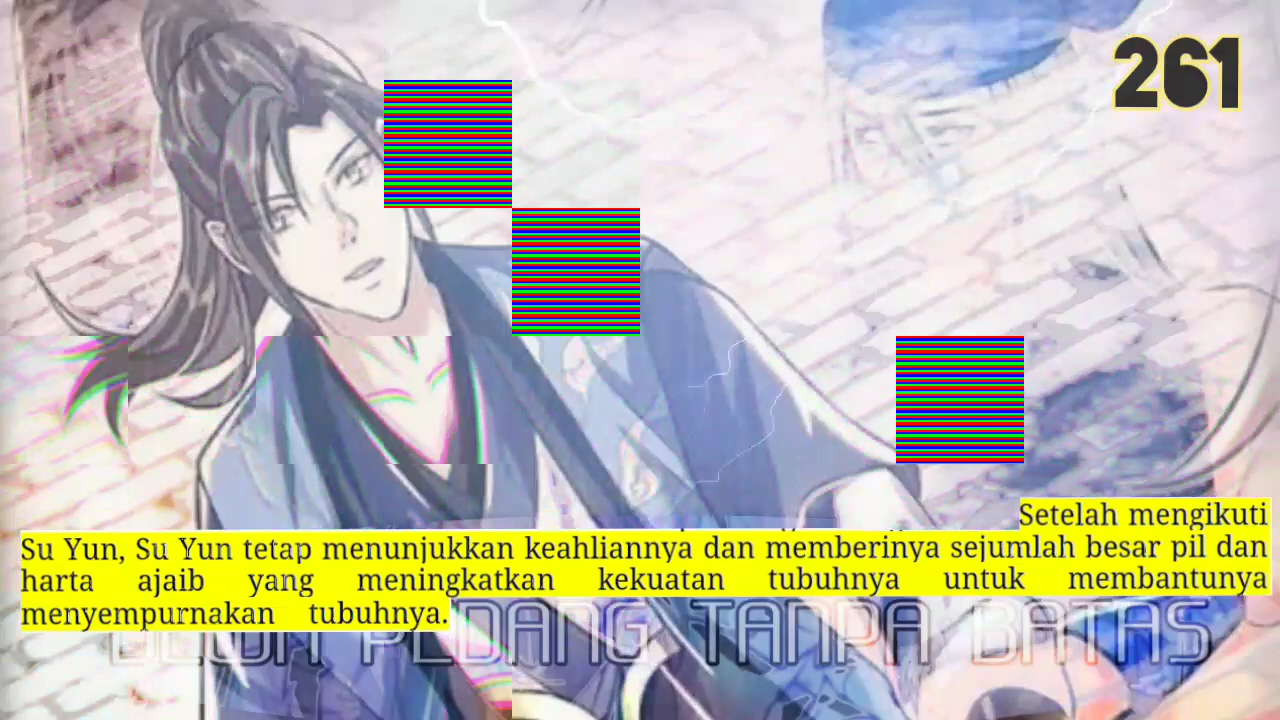 261
Setelah mengikuti
Su Yun, Su Yun tetap menunjukkan keahliannya dan memberinya sejumlah besar pil dan
harta ajaib yang meningkatkan kekuatan tubuhnya untuk membantunya
menyempurnakan tubuhnya.
DEWA PEDANG TANPA BATAS